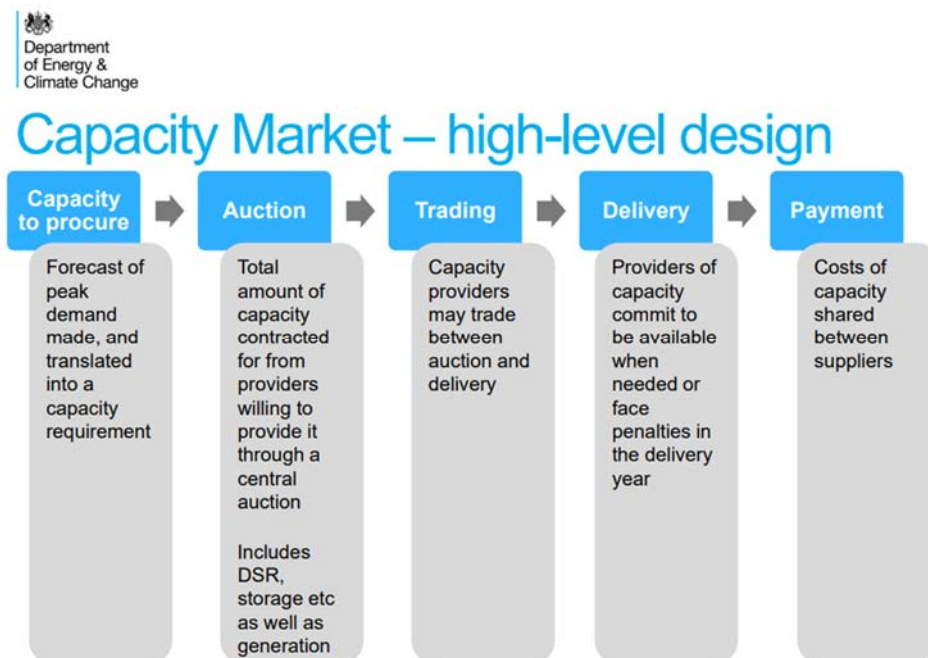 Department
of Energy &
Climate Change
Capacity Market – high-level design
Capacity
to procure
Forecast of
peak
demand
made, and
translated
into a
capacity
requirement
Auction
Total
amount of
capacity
contracted
for from
providers
willing to
provide it
through a
central
auction
Includes
DSR,
storage etc
as well as
generation
Trading
Capacity
providers
may trade
between
auction and
delivery
Delivery
Providers of
capacity
commit to
be available
when
needed or
face
penalties in
the delivery
year
Payment
Costs of
capacity
shared
between
suppliers